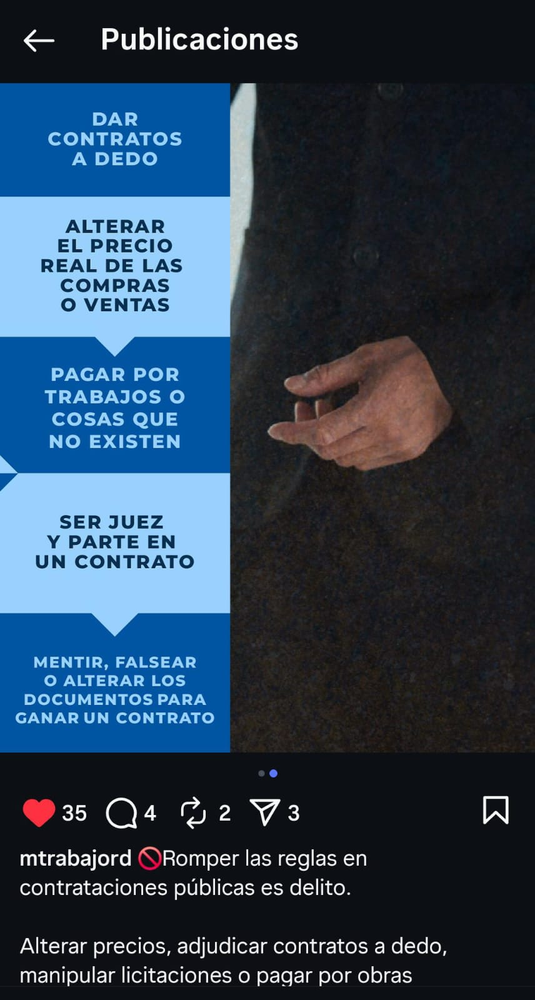 Publicaciones
DAR
CONTRATOS
A DEDO
ALTERAR
EL PRECIO
REAL DE LAS
COMPRAS
O VENTAS
PAGAR POR
TRABAJOS O
COSAS QUE
NO EXISTEN
SER JUEZ
Y PARTE EN
UN CONTRATO
MENTIR, FALSEAR
O ALTERAR LOS
DOCUMENTOS PARA
GANAR UN CONTRATO
35 4 2 3
mtrabajord 🚫Romper las reglas en
contrataciones públicas es delito.
Alterar precios, adjudicar contratos a dedo,
manipular licitaciones o pagar por obras